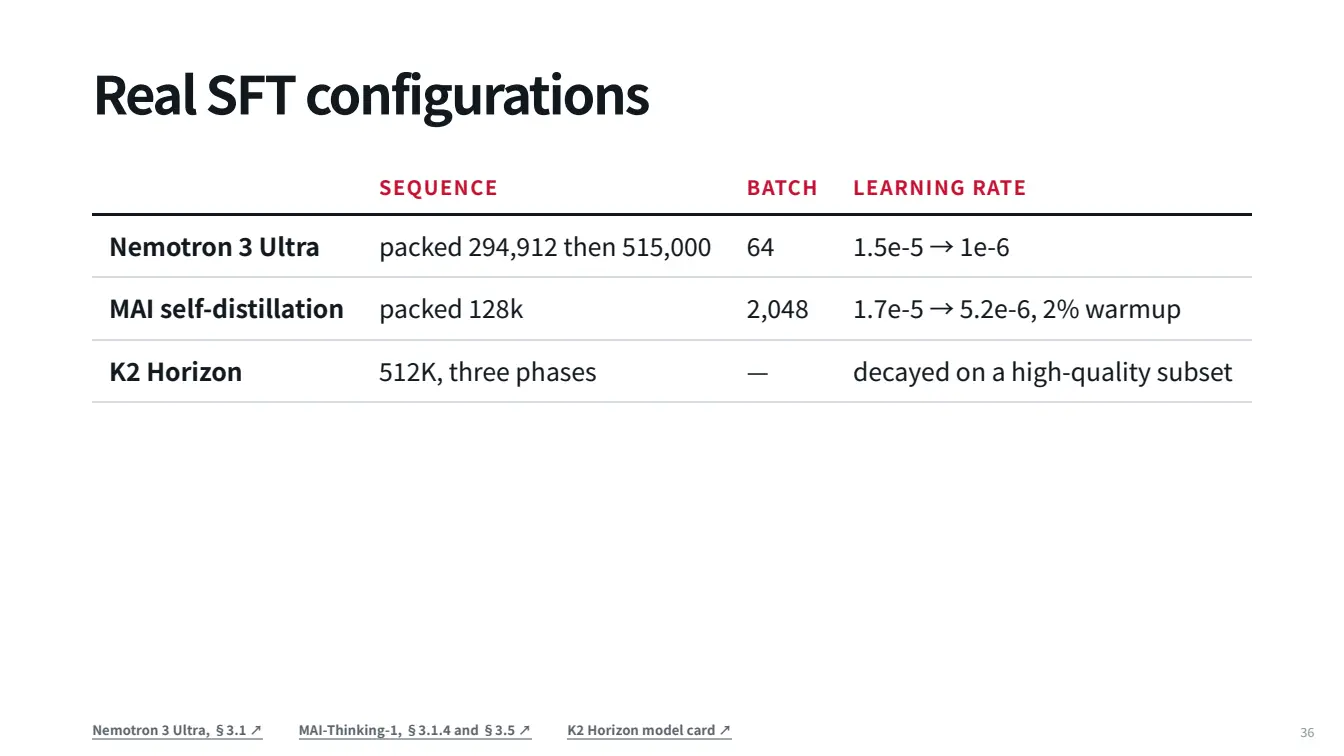 Real SFT configurations
SEQUENCE BATCH LEARNING RATE
Nemotron 3 Ultra packed 294,912 then 515,000 64 1.5e-5 → 1e-6
MAI self-distillation packed 128k 2,048 1.7e-5 → 5.2e-6, 2% warmup
K2 Horizon 512K, three phases — decayed on a high-quality subset
Nemotron 3 Ultra, §3.1 ↗ MAI-Thinking-1, §3.1.4 and §3.5 ↗ K2 Horizon model card ↗ 36